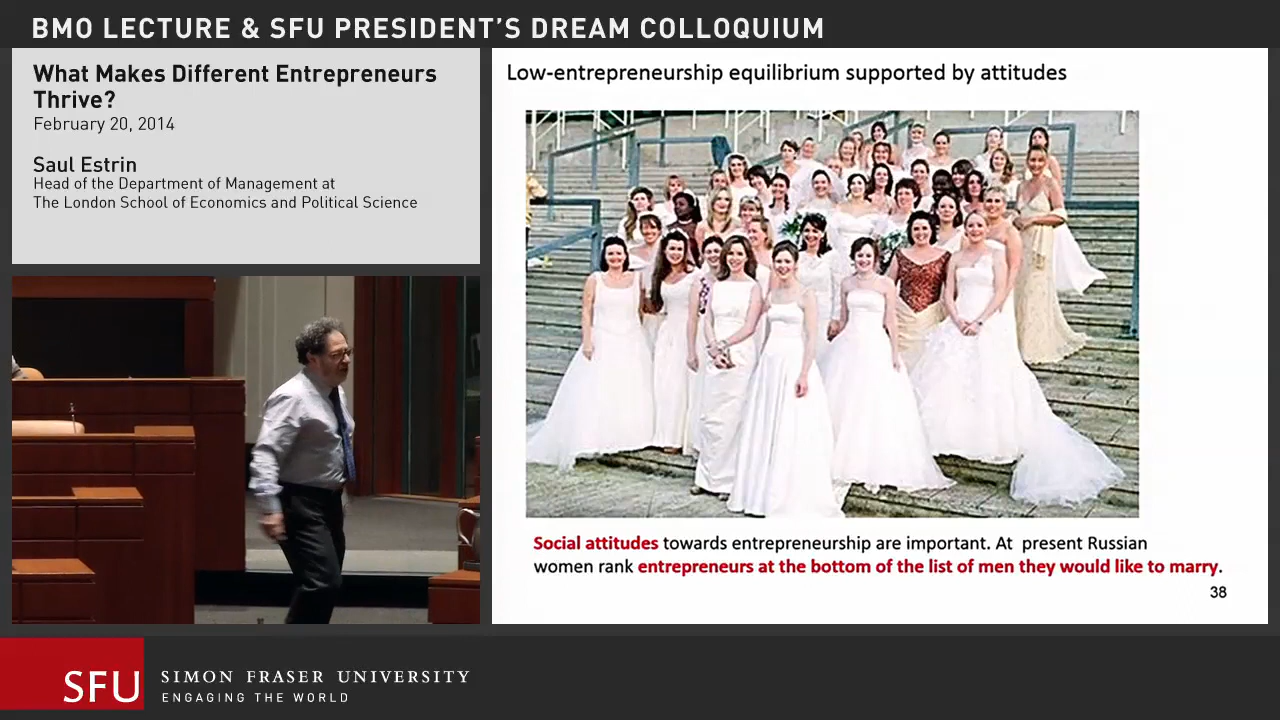 BMO LECTURE & SFU PRESIDENT'S DREAM COLLOQUIUM
What Makes Different Entrepreneurs
Thrive?
February 20, 2014
Saul Estrin
Head of the Department of Management at
The London School of Economics and Political Science
Low-entrepreneurship equilibrium supported by attitudes
Social attitudes towards entrepreneurship are important. At present Russian
women rank entrepreneurs at the bottom of the list of men they would like to marry.
38
SFU
SIMON FRASER UNIVERSITY
ENGAGING THE WORLD